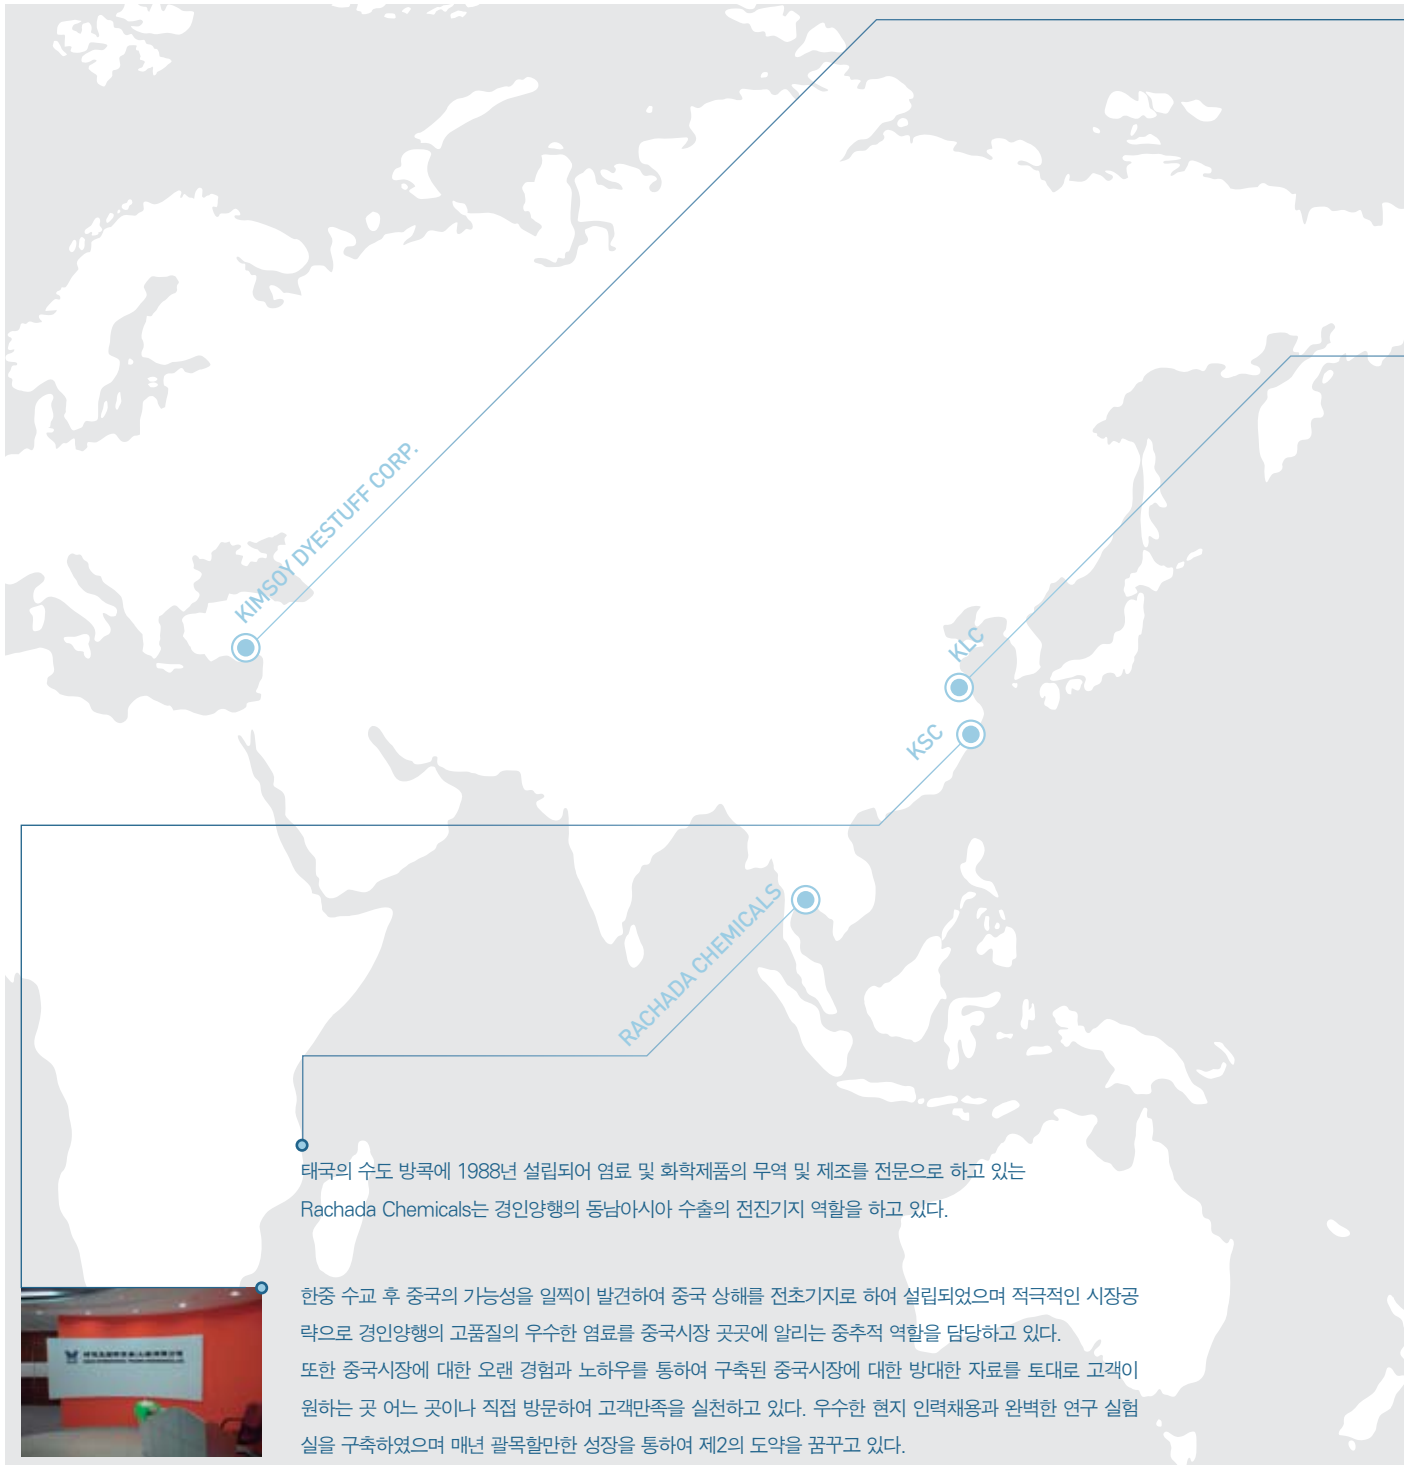 KIMSOY DYESTUFF CORP.
KLC
KSC
RACHADA CHEMICALS
태국의 수도 방콕에 1988년 설립되어 염료 및 화학제품의 무역 및 제조를 전문으로 하고 있는
Rachada Chemicals는 경인양행의 동남아시아 수출의 전진기지 역할을 하고 있다.
한중 수교 후 중국의 가능성을 일찍이 발견하여 중국 상해를 전초기지로 하여 설립되었으며 적극적인 시장공
략으로 경인양행의 고품질의 우수한 염료를 중국시장 곳곳에 알리는 중추적 역할을 담당하고 있다.
또한 중국시장에 대한 오랜 경험과 노하우를 통하여 구축된 중국시장에 대한 방대한 자료를 토대로 고객이
원하는 곳 어느 곳이나 직접 방문하여 고객만족을 실천하고 있다. 우수한 현지 인력채용과 완벽한 연구 실험
실을 구축하였으며 매년 괄목할만한 성장을 통하여 제2의 도약을 꿈꾸고 있다.